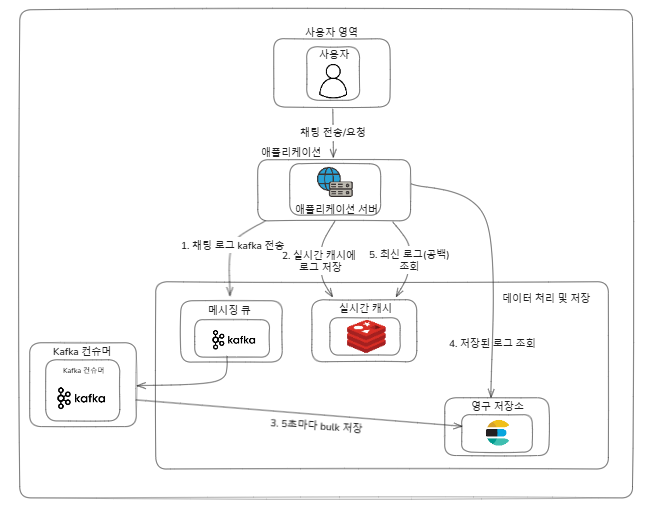 사용자 영역
사용자
채팅 전송/요청
애플리케이션
애플리케이션 서버
1. 채팅 로그 kafka 전송
2. 실시간 캐시에
로그 저장
5. 최신 로그(공백)
조회
데이터 처리 및 저장
메시징 큐
kafka
실시간 캐시
4. 저장된 로그 조회
Kafka 컨슈머
Kafka 컨슈머
kafka
3. 5초마다 bulk 저장
영구 저장소